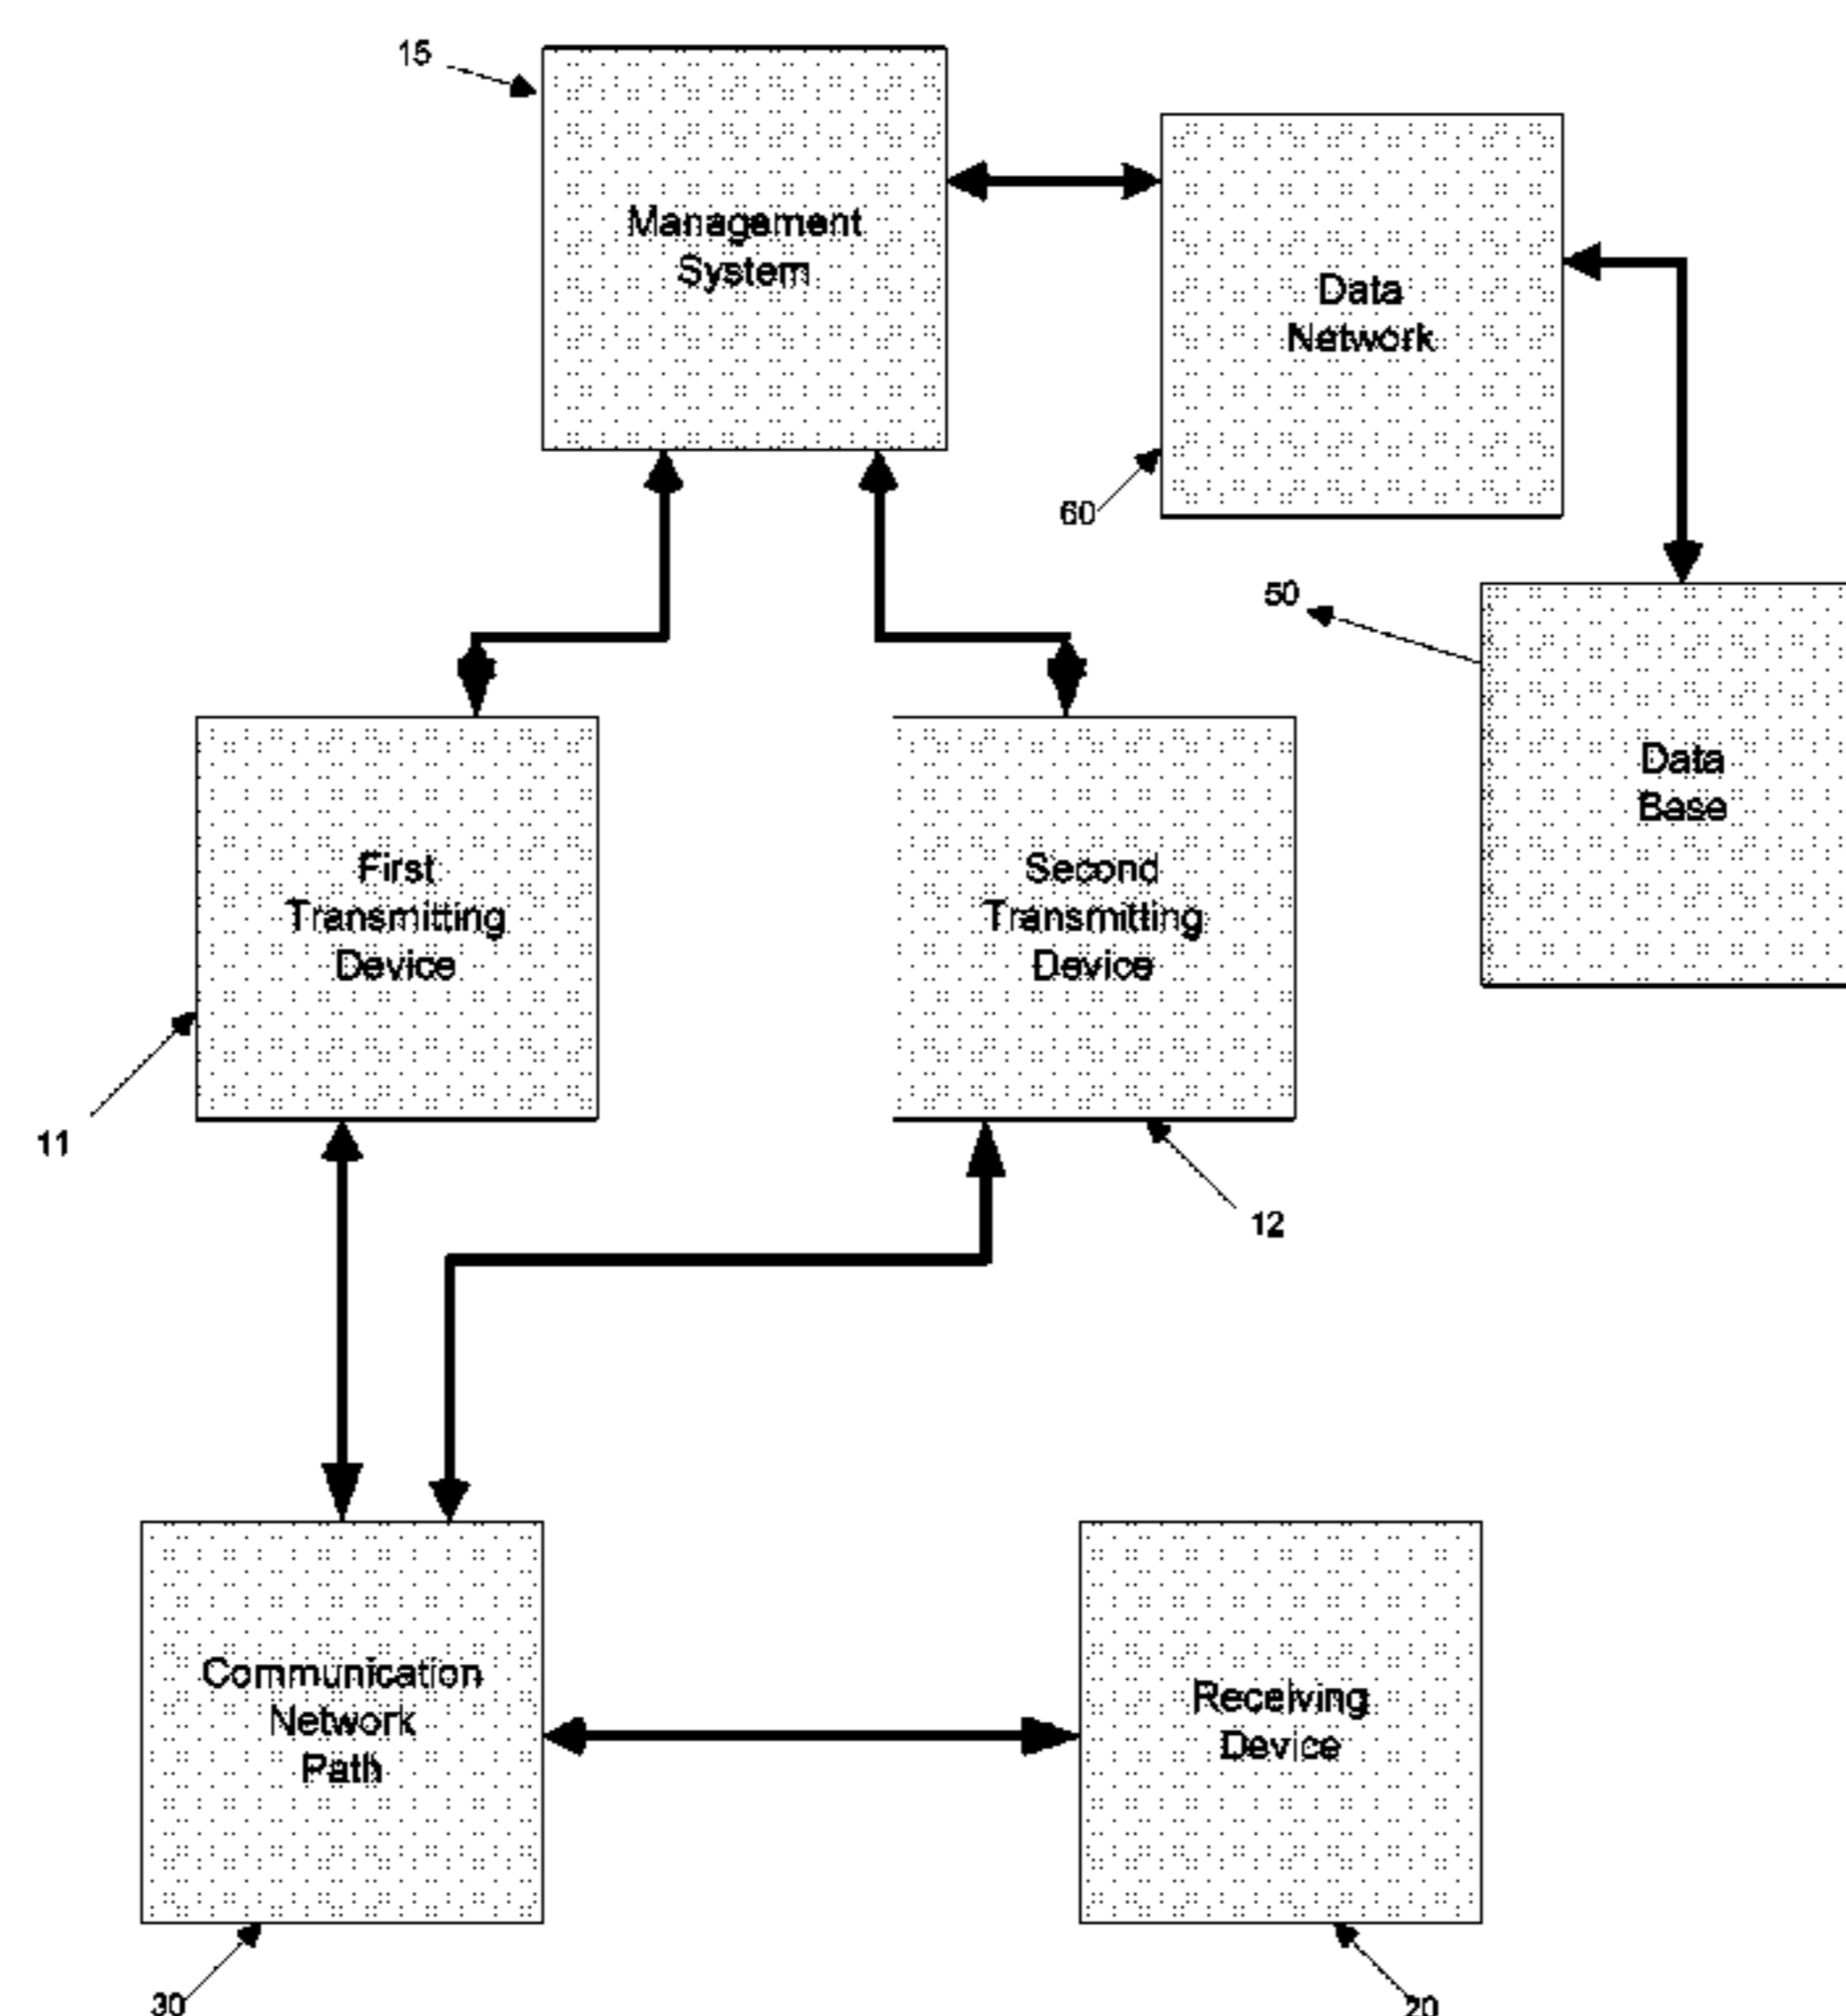 15
Management
System
Data
Network
60
50
Data
Base
First
Transmitting
Device
Second
Transmitting
Device
11
12
Communication
Network
Path
Receiving
Device
30
20